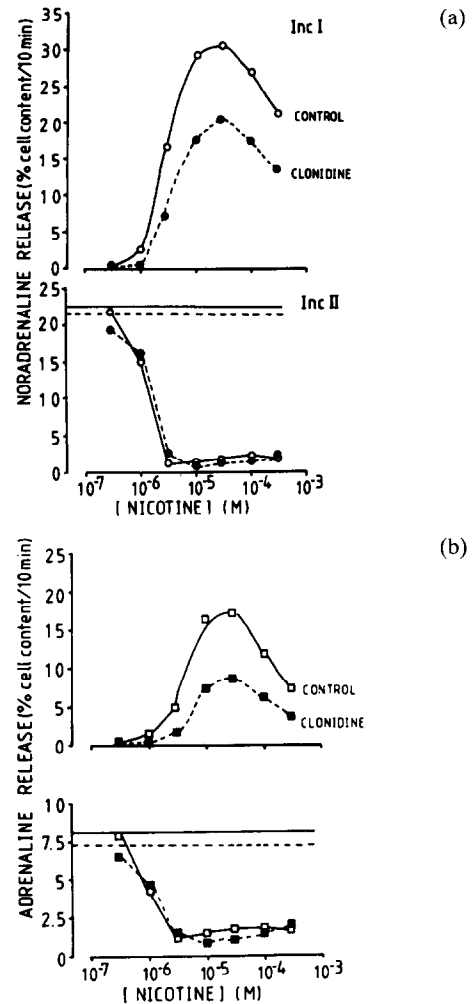 (a)
Inc I
35
30
25
20
15
10
5
0
CONTROL
CLONIDINE
NORADRENALINE RELEASE (% cell content/10 min)
Inc II
25
20
15
10
5
0
10-7 10-6 10-5 10-4 10-3
[ NICOTINE ] (M)
(b)
25
20
15
10
5
0
CONTROL
CLONIDINE
ADRENALINE RELEASE (% cell content/10 min)
10
7.5
5
2.5
0
10-7 10-6 10-5 10-4 10-3
[ NICOTINE ] (M)